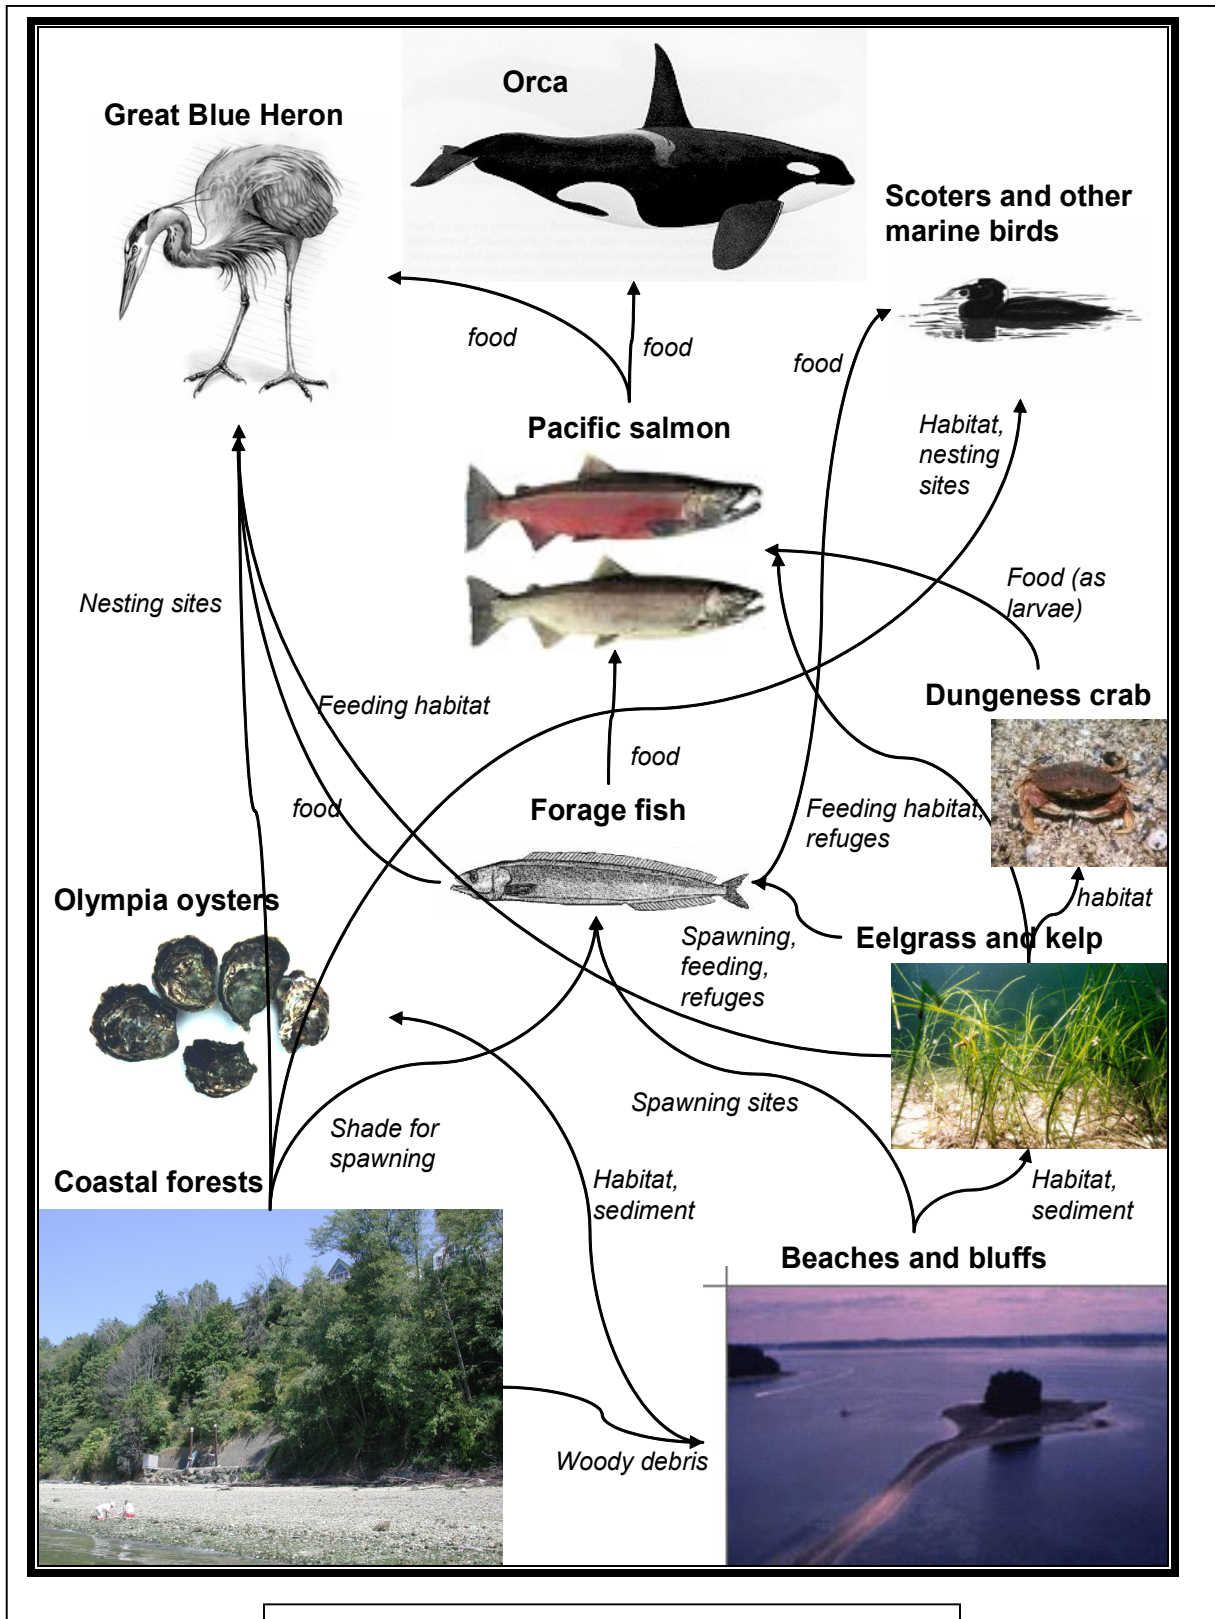 Orca
Great Blue Heron
Scoters and other
marine birds
food
food
food
Pacific salmon
Habitat,
nesting
sites
Nesting sites
Food (as
larvae)
Feeding habitat
Dungeness crab
food
food
Forage fish
Feeding habitat,
refuges
Olympia oysters
habitat
Spawning,
feeding,
refuges
Eelgrass and kelp
Spawning sites
Shade for
spawning
Coastal forests
Habitat,
sediment
Habitat,
sediment
Beaches and bluffs
Woody debris